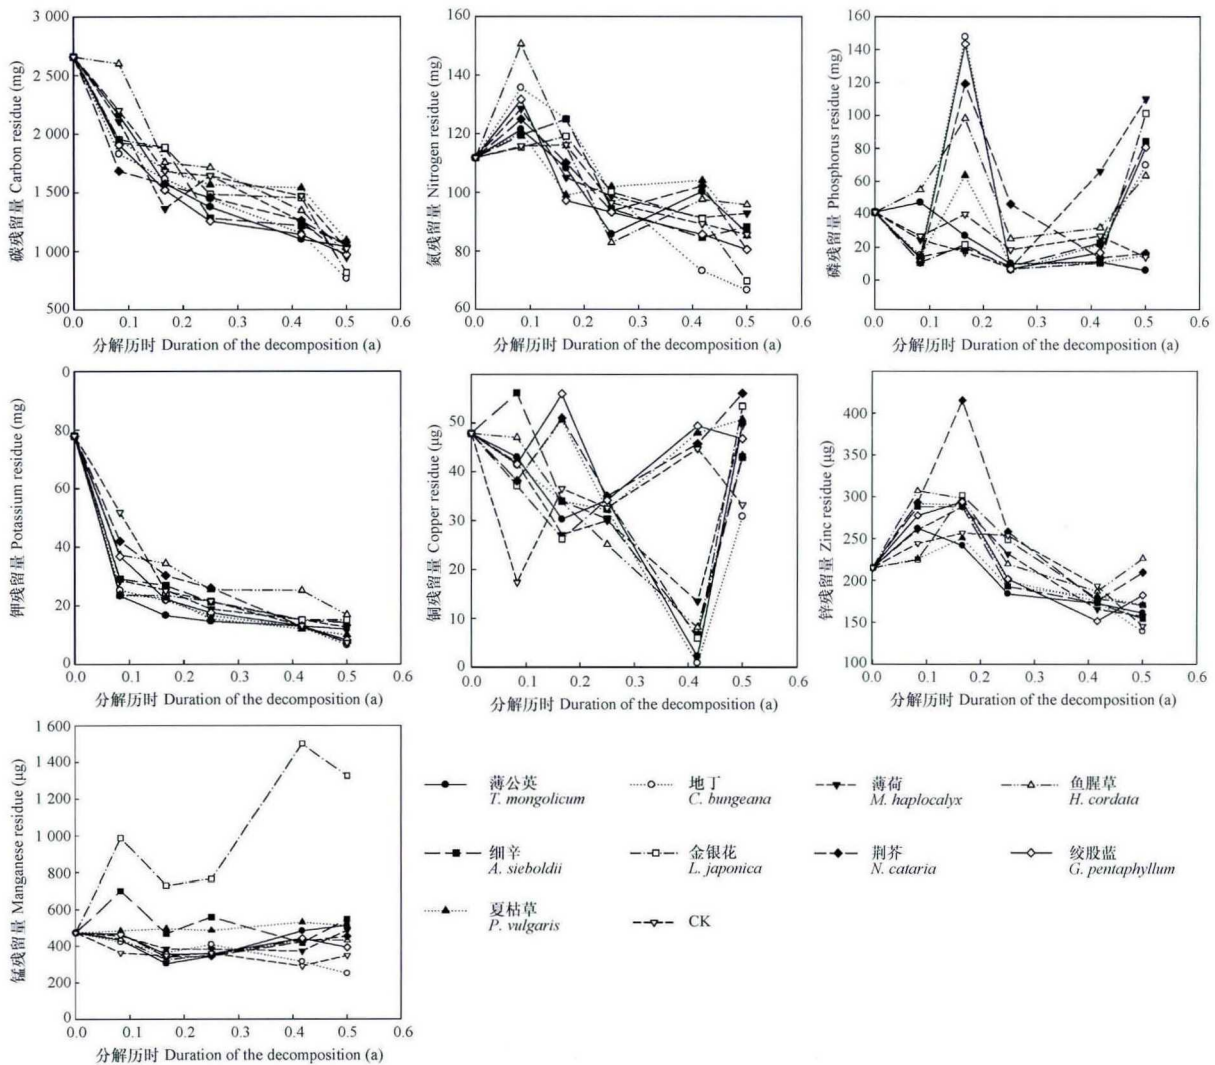 3 000
2 500
2 000
1 500
1 000
500
碳残留量 Carbon residue (mg)
0.0 0.1 0.2 0.3 0.4 0.5 0.6
分解历时 Duration of the decomposition (a)
160
140
120
100
80
60
氮残留量 Nitrogen residue (mg)
0.0 0.1 0.2 0.3 0.4 0.5 0.6
分解历时 Duration of the decomposition (a)
160
140
120
100
80
60
40
20
0
磷残留量 Phosphorus residue (mg)
0.0 0.1 0.2 0.3 0.4 0.5 0.6
分解历时 Duration of the decomposition (a)
0
80
60
40
20
0
钾残留量 Potassium residue (mg)
0.0 0.1 0.2 0.3 0.4 0.5 0.6
分解历时 Duration of the decomposition (a)
50
40
30
20
10
0
铜残留量 Copper residue (μg)
0.0 0.1 0.2 0.3 0.4 0.5 0.6
分解历时 Duration of the decomposition (a)
400
350
300
250
200
150
100
锌残留量 Zinc residue (μg)
0.0 0.1 0.2 0.3 0.4 0.5 0.6
分解历时 Duration of the decomposition (a)
1 600
1 400
1 200
1 000
800
600
400
200
0
锰残留量 Manganese residue (μg)
0.0 0.1 0.2 0.3 0.4 0.5 0.6
分解历时 Duration of the decomposition (a)
薄公英
T. mongolicum
地丁
C. bungeana
薄荷
M. haplocalyx
鱼腥草
H. cordata
细辛
A. sieboldii
金银花
L. japonica
荆芥
N. cataria
绞股蓝
G. pentaphyllum
夏枯草
P. vulgaris
CK